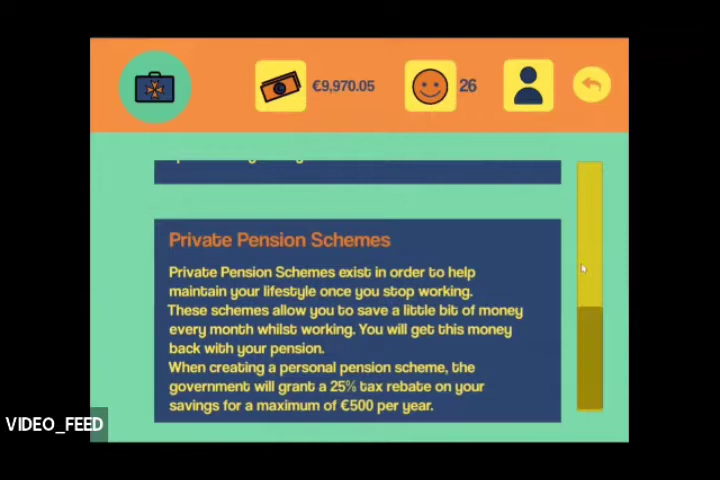 €9,970.05
26
Private Pension Schemes
Private Pension Schemes exist in order to help
maintain your lifestyle once you stop working.
These schemes allow you to save a little bit of money
every month whilst working. You will get this money
back with your pension.
When creating a personal pension scheme, the
government will grant a 25% tax rebate on your
savings for a maximum of €500 per year.
VIDEO_FEED